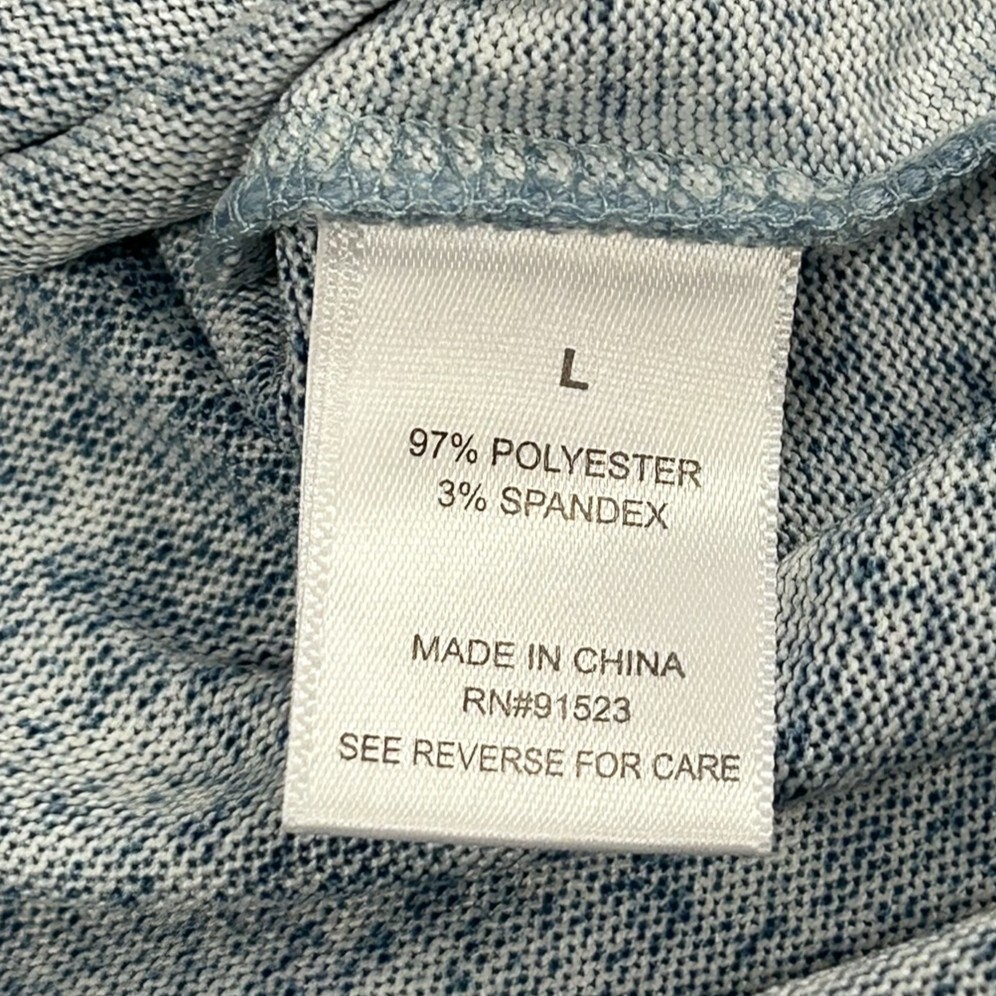 L
97% POLYESTER
3% SPANDEX
MADE IN CHINA
RN#91523
SEE REVERSE FOR CARE